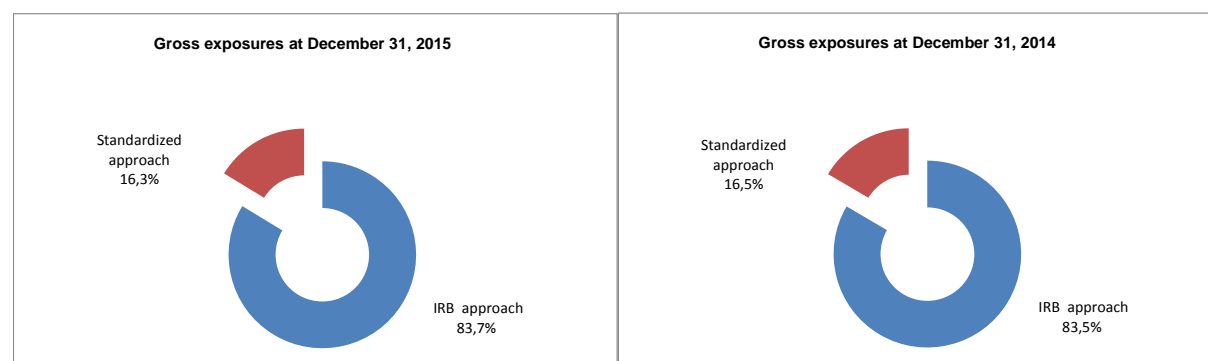 Gross exposures at December 31, 2015
Standardized
approach
16,3%
IRB approach
83,7%
Gross exposures at December 31, 2014
Standardized
approach
16,5%
IRB approach
83,5%